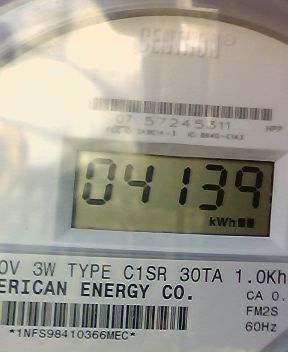 CENTRON®
07 57245311
04139
kWh
0V 3W TYPE C1SR 30TA 1.0Kh
ERICAN ENERGY CO.
CA 0.
FM2S
60Hz
*1NFS98410366MEC*